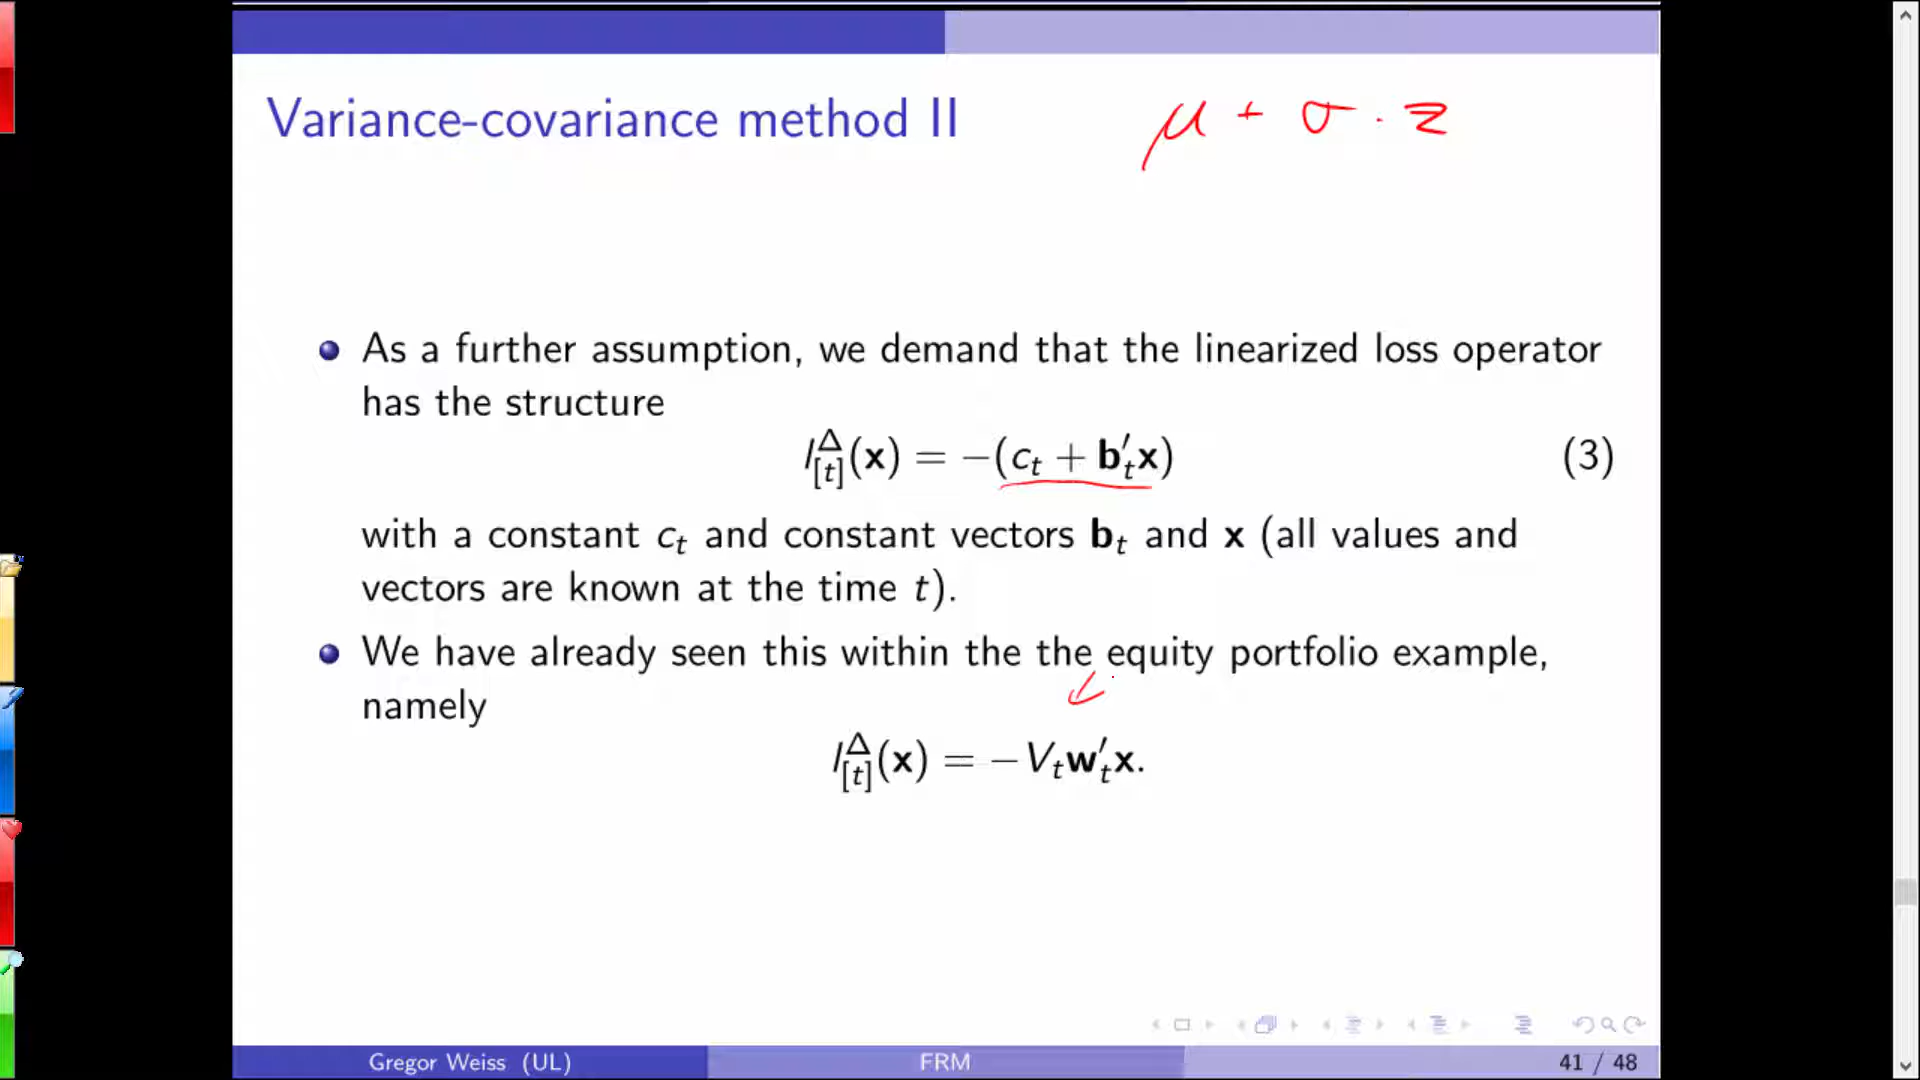 Variance-covariance method II
μ + σ · z
As a further assumption, we demand that the linearized loss operator
has the structure
l^Δ_[t](x) = −(c_t + b′_t x) (3)
with a constant c_t and constant vectors b_t and x (all values and
vectors are known at the time t).
We have already seen this within the the equity portfolio example,
namely
l^Δ_[t](x) = −V_t w′_t x.
Gregor Weiss (UL) FRM 41 / 48